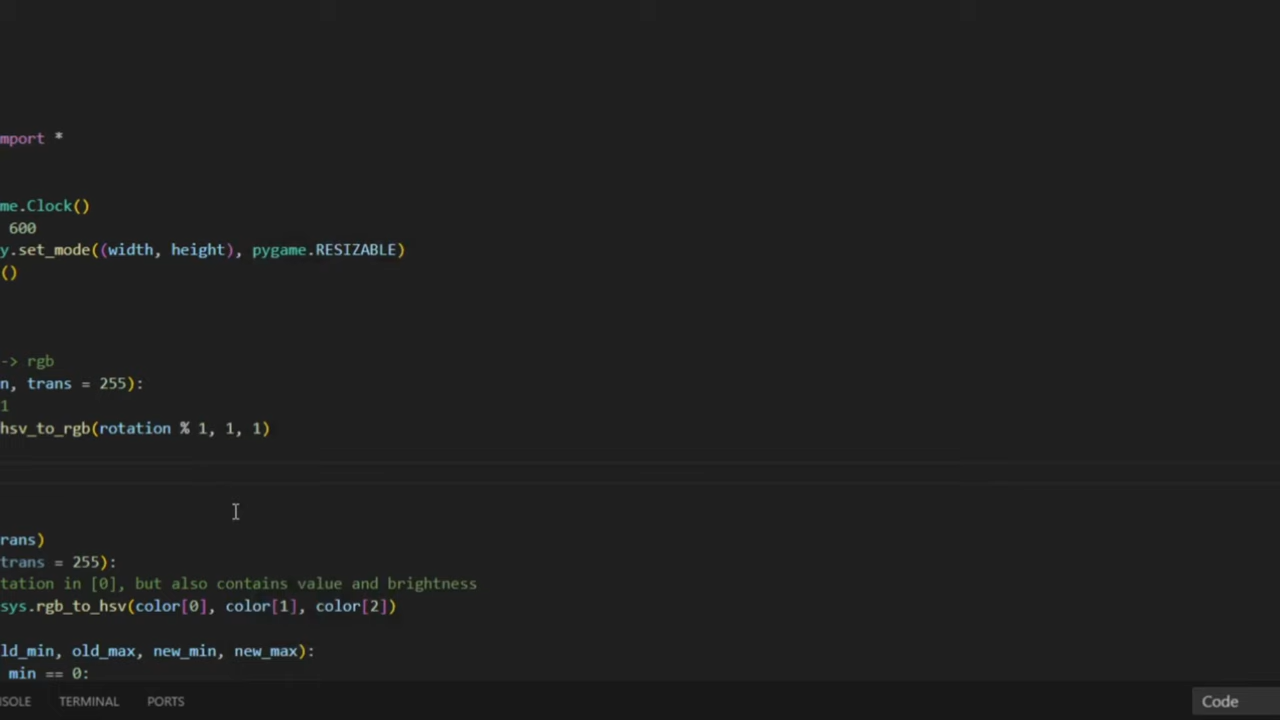 mport *
me.Clock()
600
y.set_mode((width, height), pygame.RESIZABLE)
()
-> rgb
n, trans = 255):
1
hsv_to_rgb(rotation % 1, 1, 1)
rans)
trans = 255):
tation in [0], but also contains value and brightness
sys.rgb_to_hsv(color[0], color[1], color[2])
ld_min, old_max, new_min, new_max):
min == 0:
SOLE TERMINAL PORTS Code